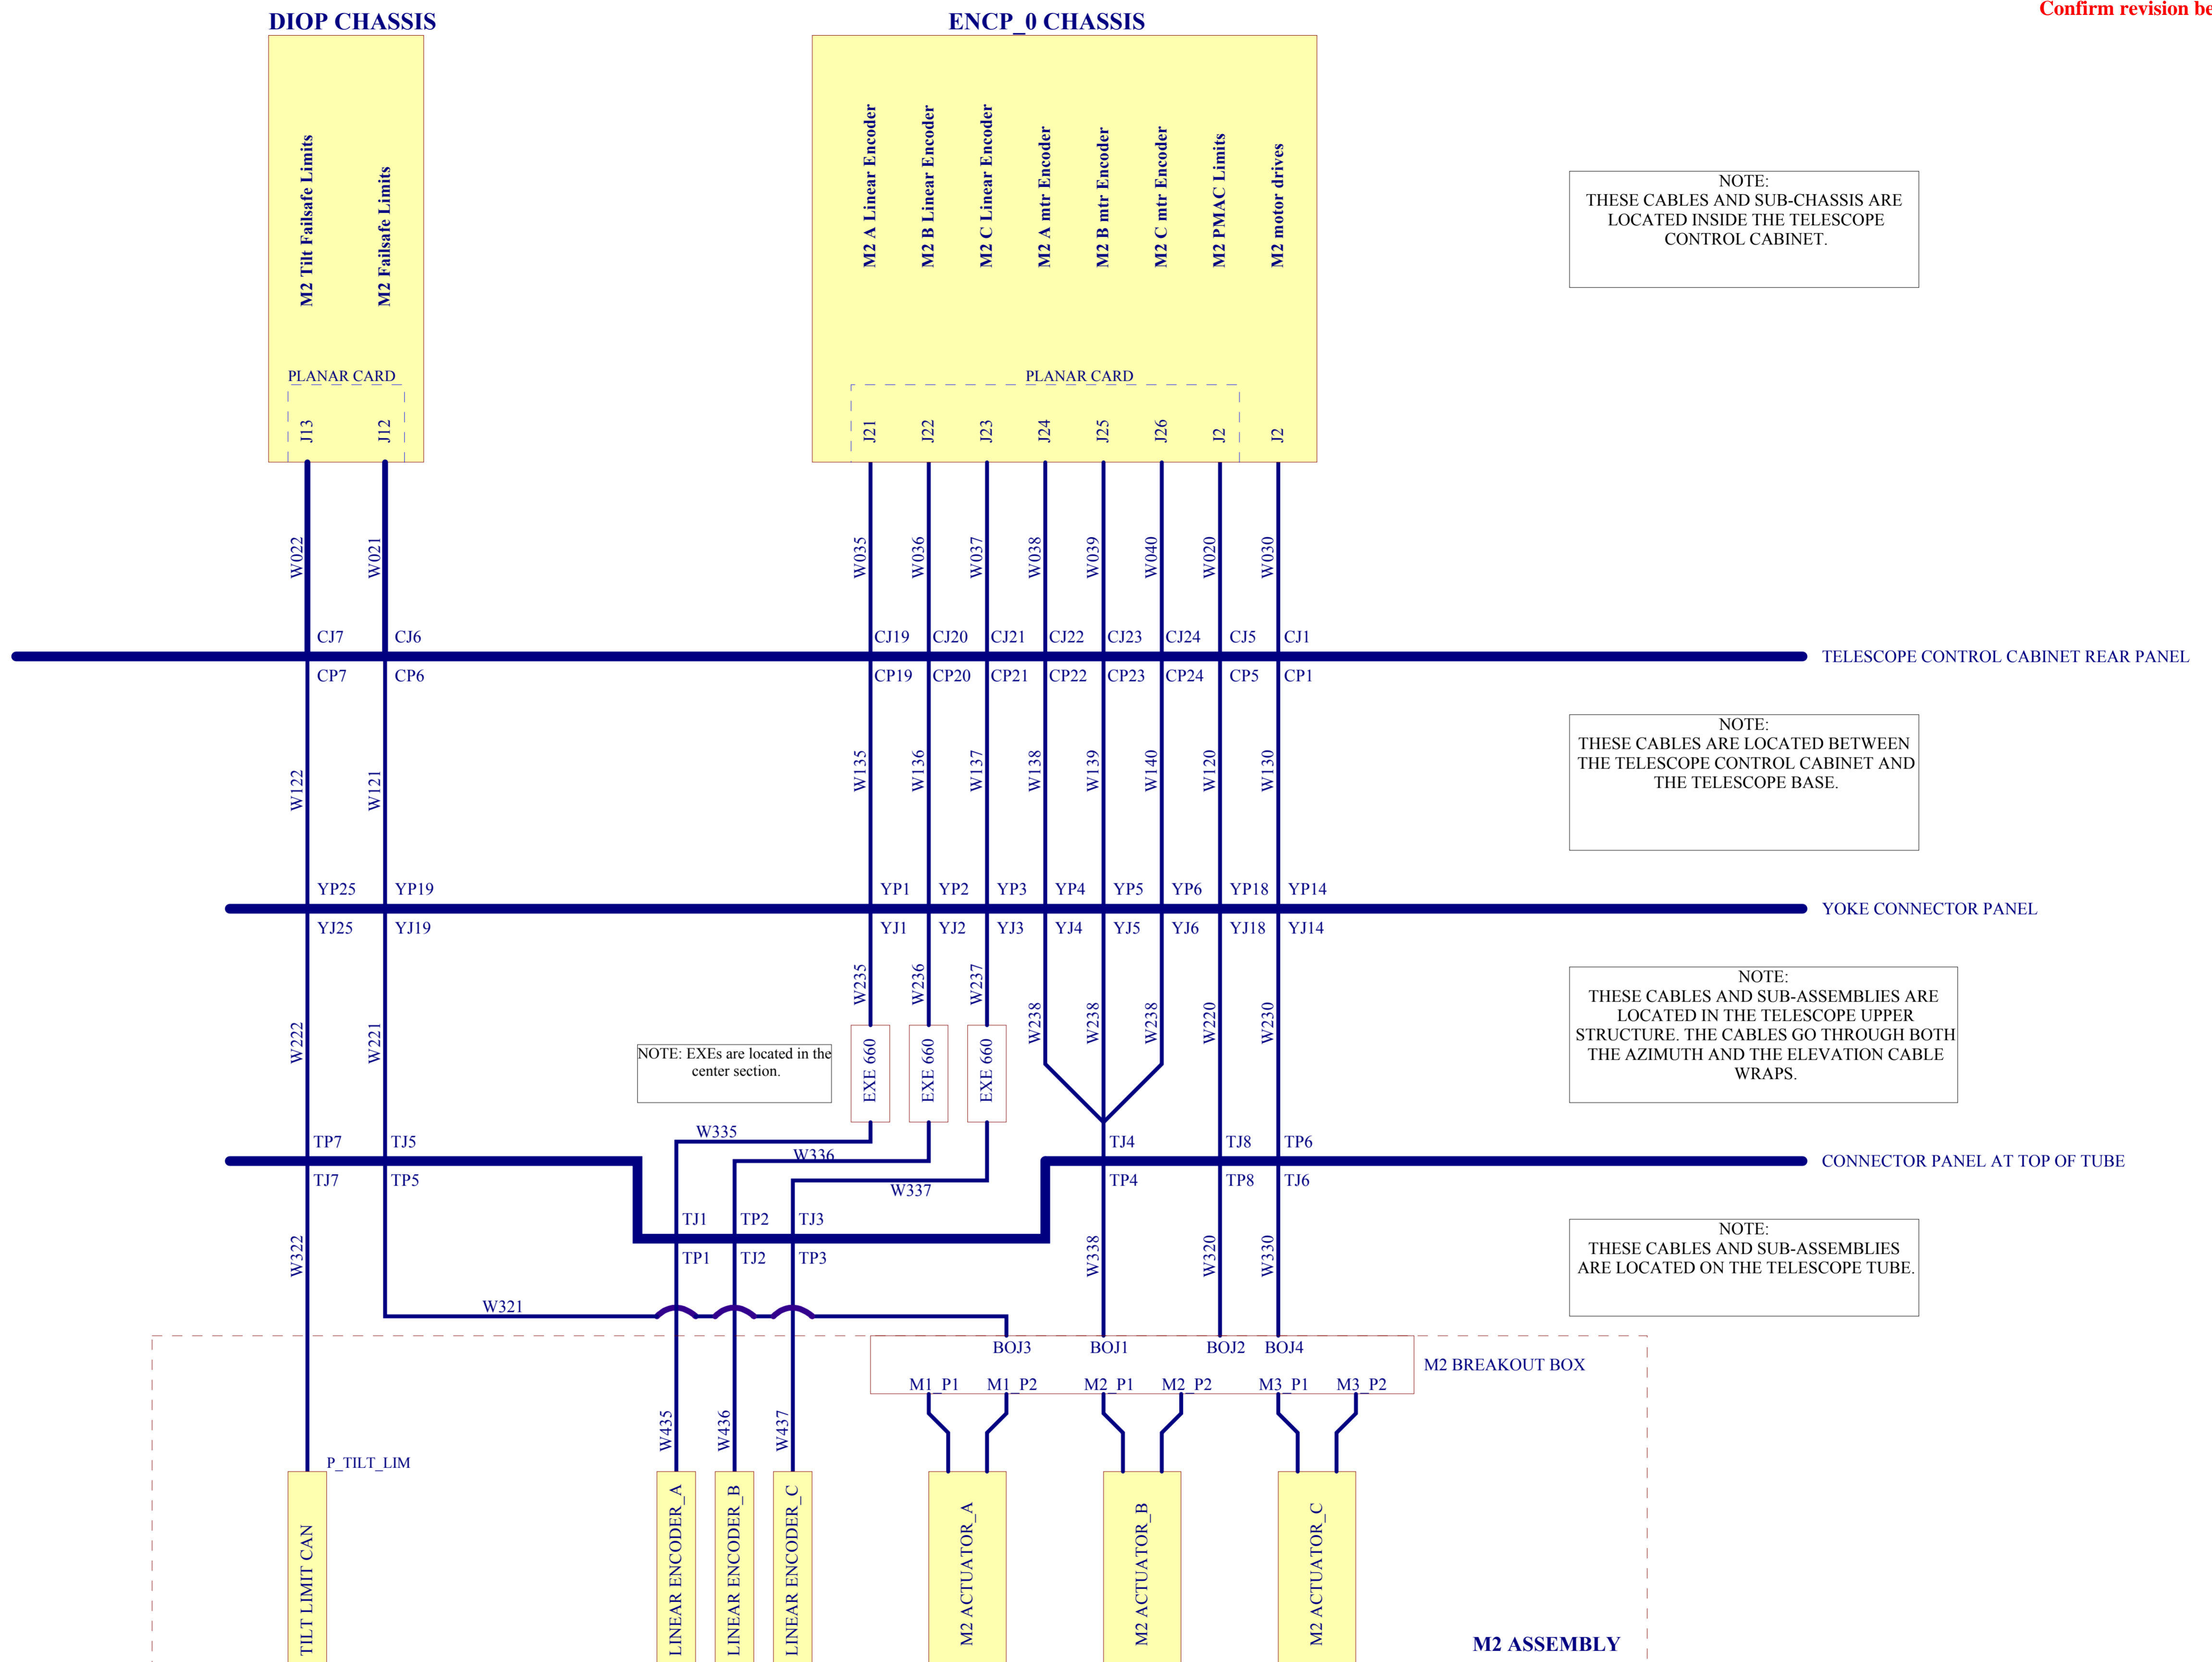 Confirm revision be
DIOP CHASSIS
ENCP_0 CHASSIS
M2 Tilt Failsafe Limits
M2 Failsafe Limits
M2 A Linear Encoder
M2 B Linear Encoder
M2 C Linear Encoder
M2 A mtr Encoder
M2 B mtr Encoder
M2 C mtr Encoder
M2 PMAC Limits
M2 motor drives
NOTE:
THESE CABLES AND SUB-CHASSIS ARE
LOCATED INSIDE THE TELESCOPE
CONTROL CABINET.
PLANAR CARD
PLANAR CARD
J13
J12
J21
J22
J23
J24
J25
J26
J2
J2
W022
W021
W035
W036
W037
W038
W039
W040
W020
W030
CJ7
CJ6
CJ19
CJ20
CJ21
CJ22
CJ23
CJ24
CJ5
CJ1
TELESCOPE CONTROL CABINET REAR PANEL
CP7
CP6
CP19
CP20
CP21
CP22
CP23
CP24
CP5
CP1
NOTE:
THESE CABLES ARE LOCATED BETWEEN
THE TELESCOPE CONTROL CABINET AND
THE TELESCOPE BASE.
W122
W121
W135
W136
W137
W138
W139
W140
W120
W130
YP25
YP19
YP1
YP2
YP3
YP4
YP5
YP6
YP18
YP14
YOKE CONNECTOR PANEL
YJ25
YJ19
YJ1
YJ2
YJ3
YJ4
YJ5
YJ6
YJ18
YJ14
NOTE:
THESE CABLES AND SUB-ASSEMBLIES ARE
LOCATED IN THE TELESCOPE UPPER
STRUCTURE. THE CABLES GO THROUGH BOTH
THE AZIMUTH AND THE ELEVATION CABLE
WRAPS.
W222
W221
W235
W236
W237
W238
W238
W238
W220
W230
NOTE: EXEs are located in the
center section.
EXE 660
EXE 660
EXE 660
W335
W336
W337
TP7
TJ5
TJ4
TJ8
TP6
CONNECTOR PANEL AT TOP OF TUBE
TJ7
TP5
TP4
TP8
TJ6
TJ1
TP2
TJ3
TP1
TJ2
TP3
NOTE:
THESE CABLES AND SUB-ASSEMBLIES
ARE LOCATED ON THE TELESCOPE TUBE.
W322
W338
W320
W330
W321
BOJ3
BOJ1
BOJ2
BOJ4
M2 BREAKOUT BOX
M1_P1
M1_P2
M2_P1
M2_P2
M3_P1
M3_P2
W435
W436
W437
P_TILT_LIM
TILT LIMIT CAN
LINEAR ENCODER_A
LINEAR ENCODER_B
LINEAR ENCODER_C
M2 ACTUATOR_A
M2 ACTUATOR_B
M2 ACTUATOR_C
M2 ASSEMBLY